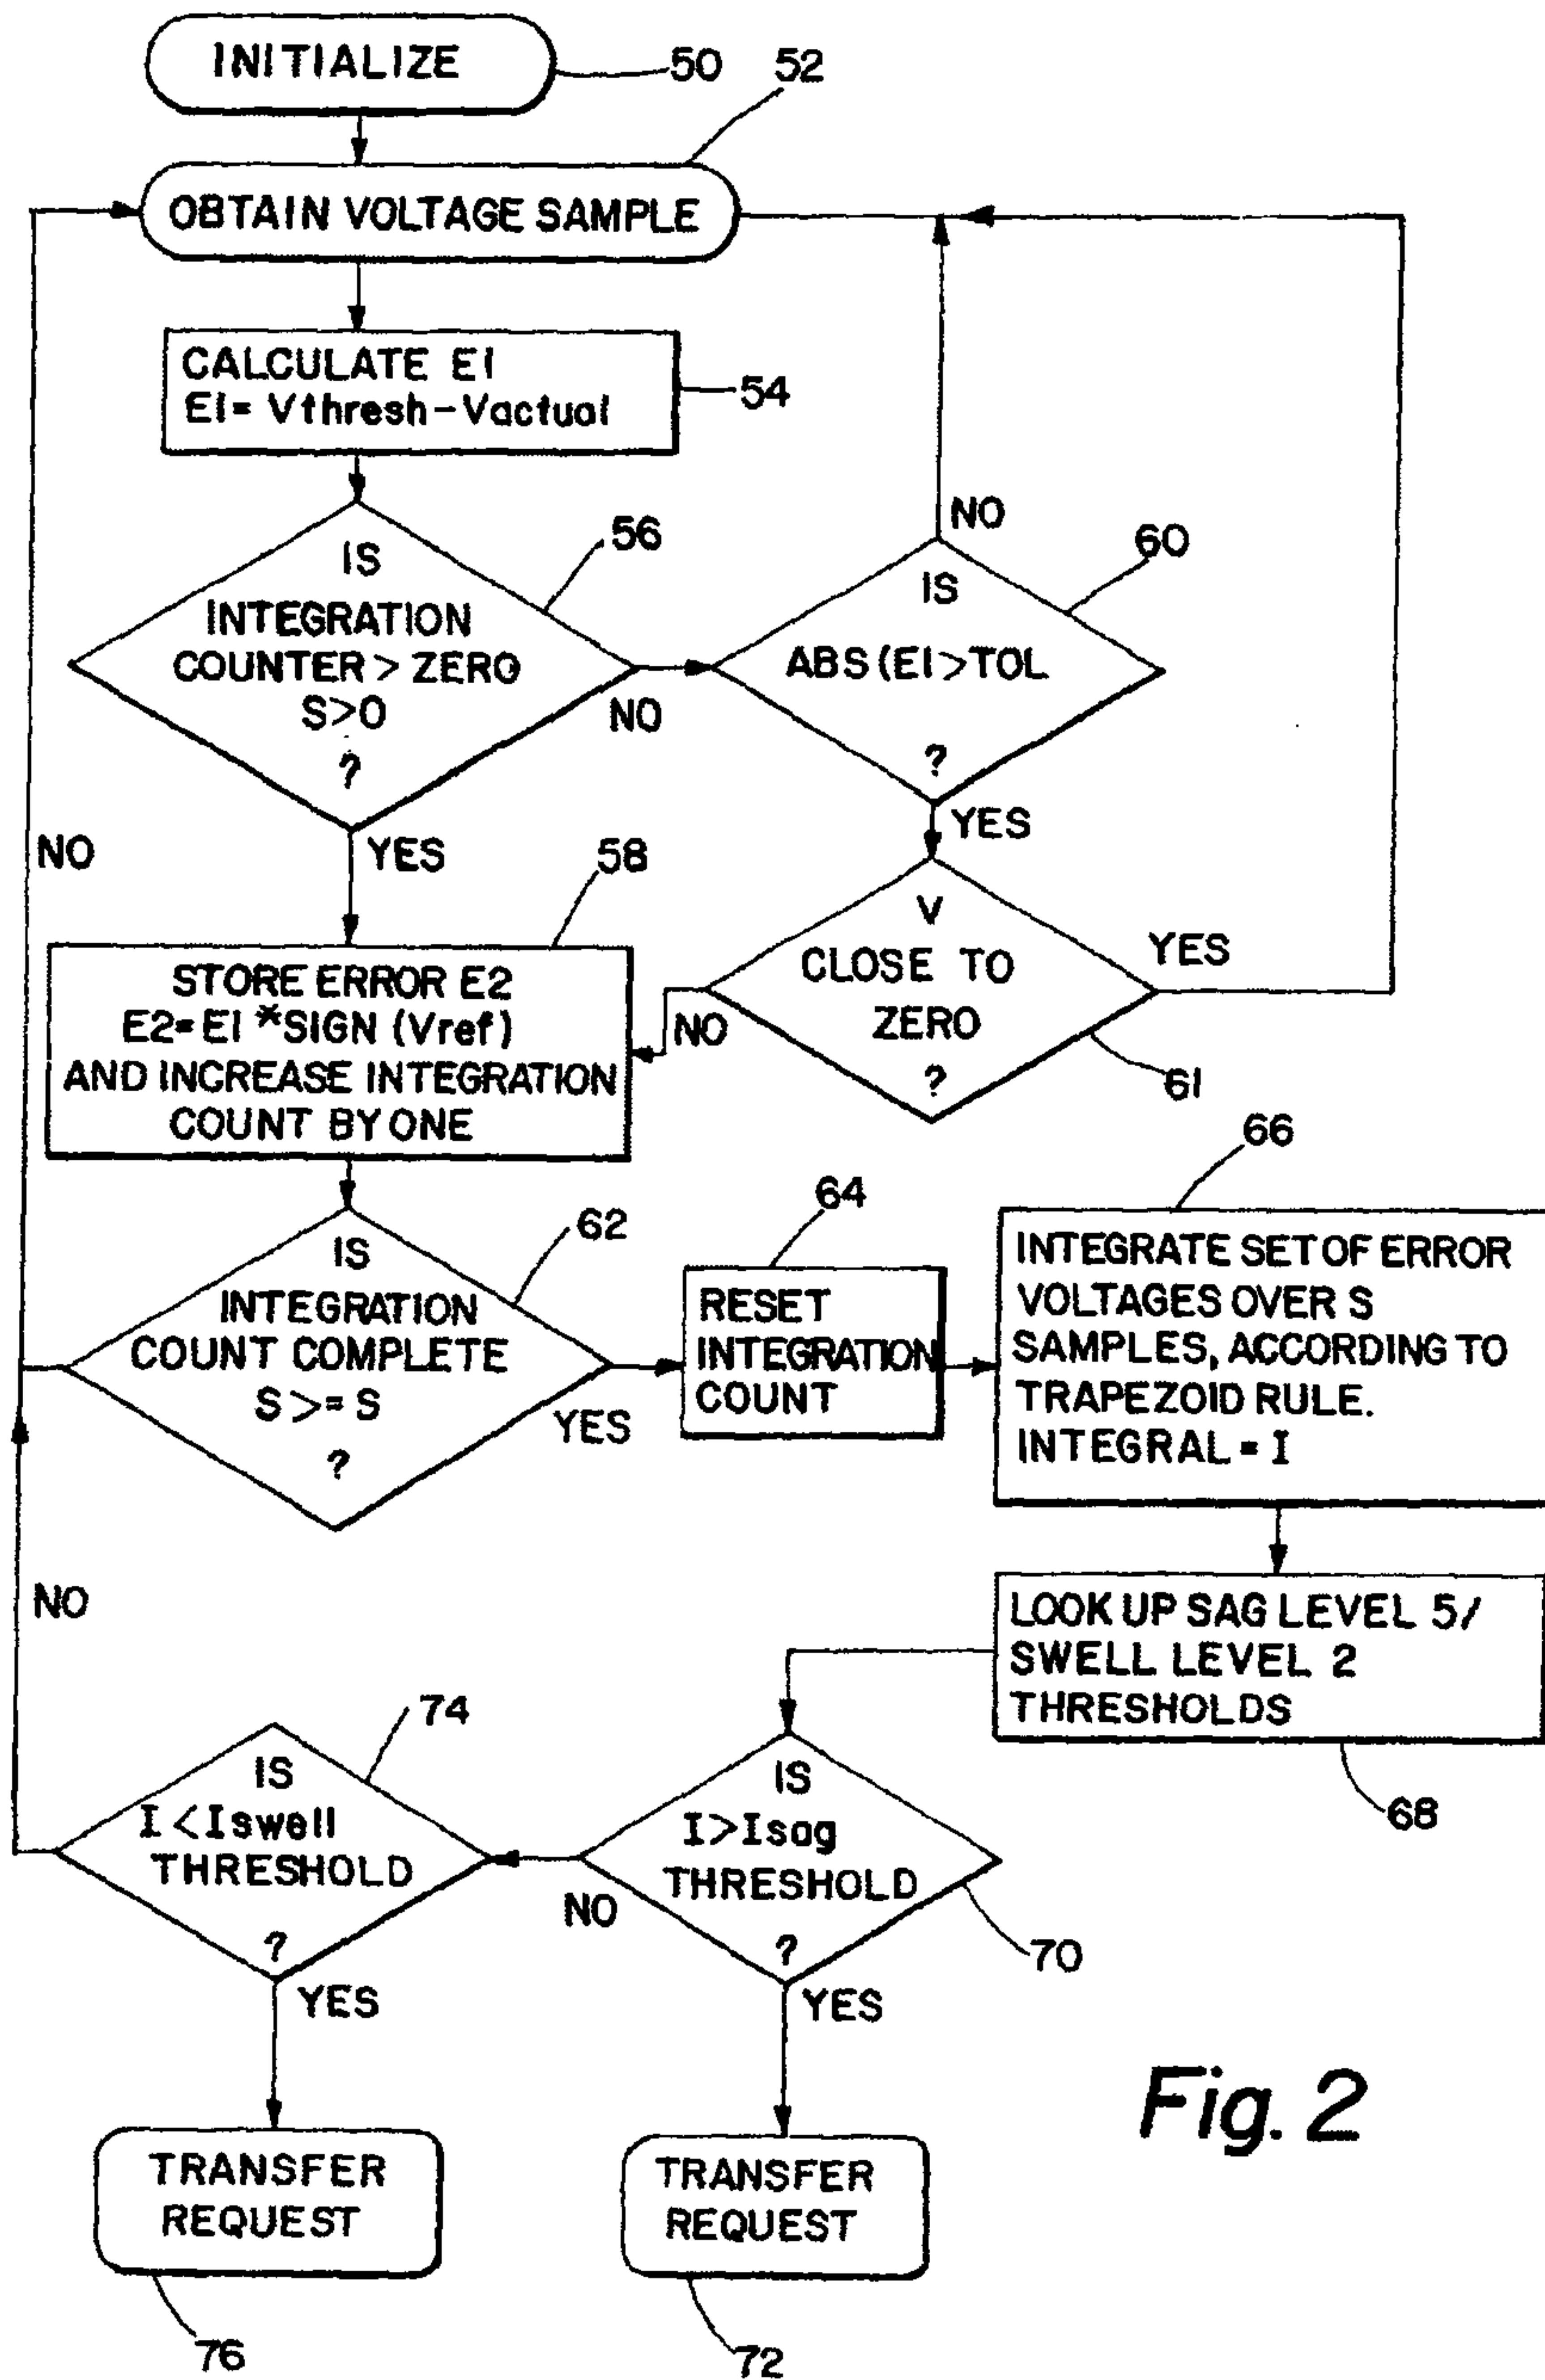 INITIALIZE
50
52
OBTAIN VOLTAGE SAMPLE
CALCULATE E1
E1= Vthresh-Vactual
54
IS
INTEGRATION
COUNTER > ZERO
S>0
?
56
NO
YES
IS
ABS (E1 > TOL
?
60
NO
YES
V
CLOSE TO
ZERO
?
61
YES
NO
NO
58
STORE ERROR E2
E2=E1 *SIGN (Vref)
AND INCREASE INTEGRATION
COUNT BY ONE
IS
INTEGRATION
COUNT COMPLETE
S >= S
?
62
YES
64
RESET
INTEGRATION
COUNT
66
INTEGRATE SET OF ERROR
VOLTAGES OVER S
SAMPLES, ACCORDING TO
TRAPEZOID RULE.
INTEGRAL = I
LOOK UP SAG LEVEL 5/
SWELL LEVEL 2
THRESHOLDS
68
NO
74
IS
I < Iswell
THRESHOLD
?
YES
IS
I > Isag
THRESHOLD
?
NO
70
YES
TRANSFER
REQUEST
76
TRANSFER
REQUEST
72
Fig. 2